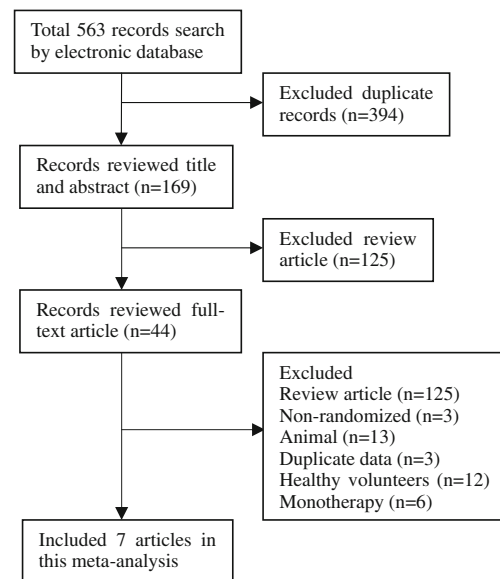 Total 563 records search
by electronic database
Excluded duplicate
records (n=394)
Records reviewed title
and abstract (n=169)
Excluded review
article (n=125)
Records reviewed full-
text article (n=44)
Excluded
Review article (n=125)
Non-randomized (n=3)
Animal (n=13)
Duplicate data (n=3)
Healthy volunteers (n=12)
Monotherapy (n=6)
Included 7 articles in
this meta-analysis